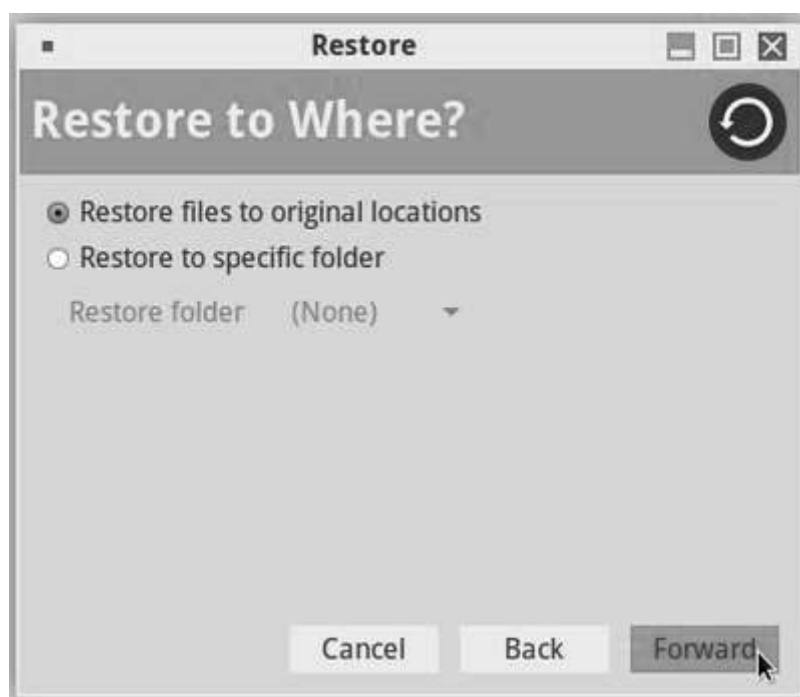 Restore
Restore to Where?
Restore files to original locations
Restore to specific folder
Restore folder (None)
Cancel Back Forward